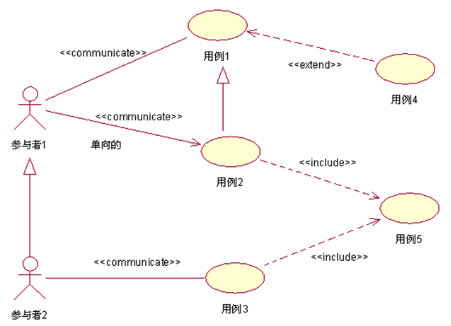 <<communicate>>
用例1
<<extend>>
用例4
<<communicate>>
参与者1
单向的
用例2
<<include>>
用例5
<<communicate>>
<<include>>
参与者2
用例3